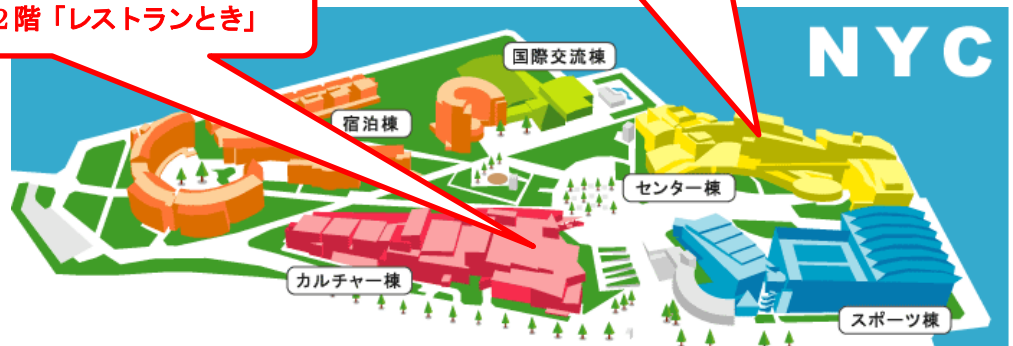 2階「レストランとき」
NYC
国際交流棟
宿泊棟
センター棟
カルチャー棟
スポーツ棟